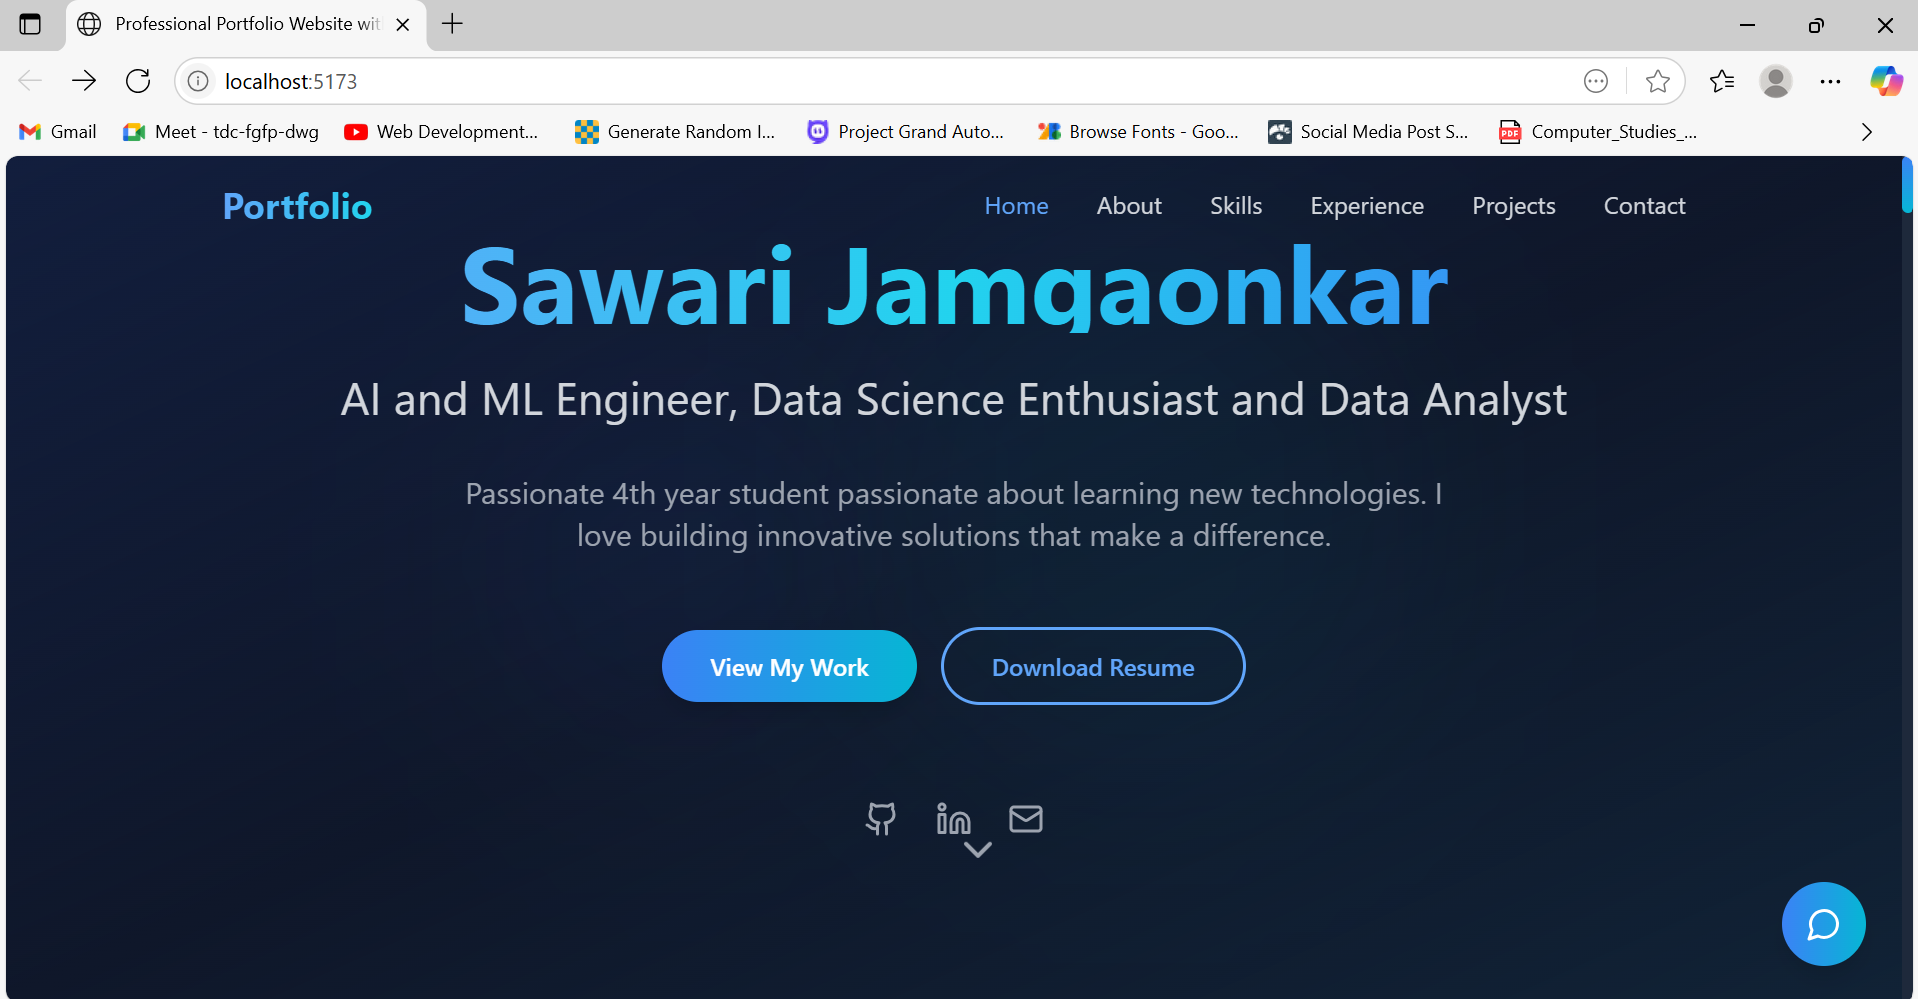 Professional Portfolio Website wit
localhost:5173
Gmail
Meet - tdc-fgfp-dwg
Web Development...
Generate Random I...
Project Grand Auto...
Browse Fonts - Goo...
Social Media Post S...
PDF
Computer_Studies_...
Portfolio
Home
About
Skills
Experience
Projects
Contact
Sawari Jamgaonkar
AI and ML Engineer, Data Science Enthusiast and Data Analyst
Passionate 4th year student passionate about learning new technologies. I
love building innovative solutions that make a difference.
View My Work
Download Resume